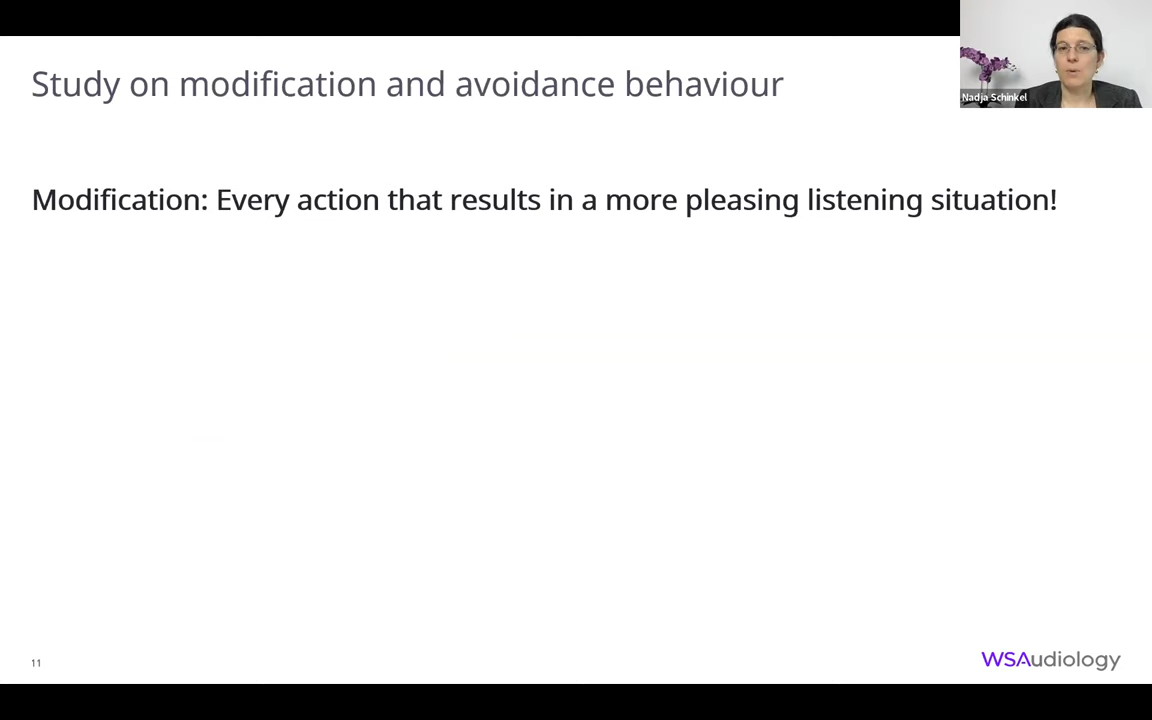 Study on modification and avoidance behaviour
Nadja Schinkel
Modification: Every action that results in a more pleasing listening situation!
11
WSAudiology